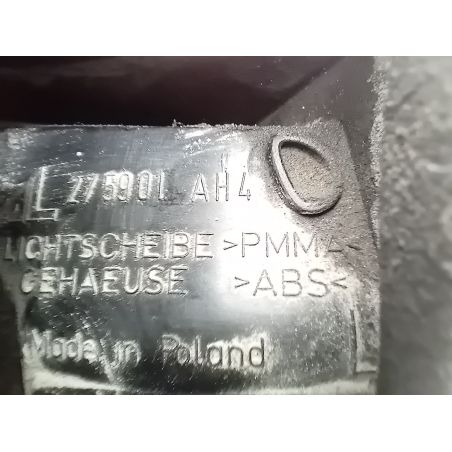 L 275901 AH4 C
LICHTSCHEIBE >PMMA<
GEHAEUSE >ABS<
Made in Poland